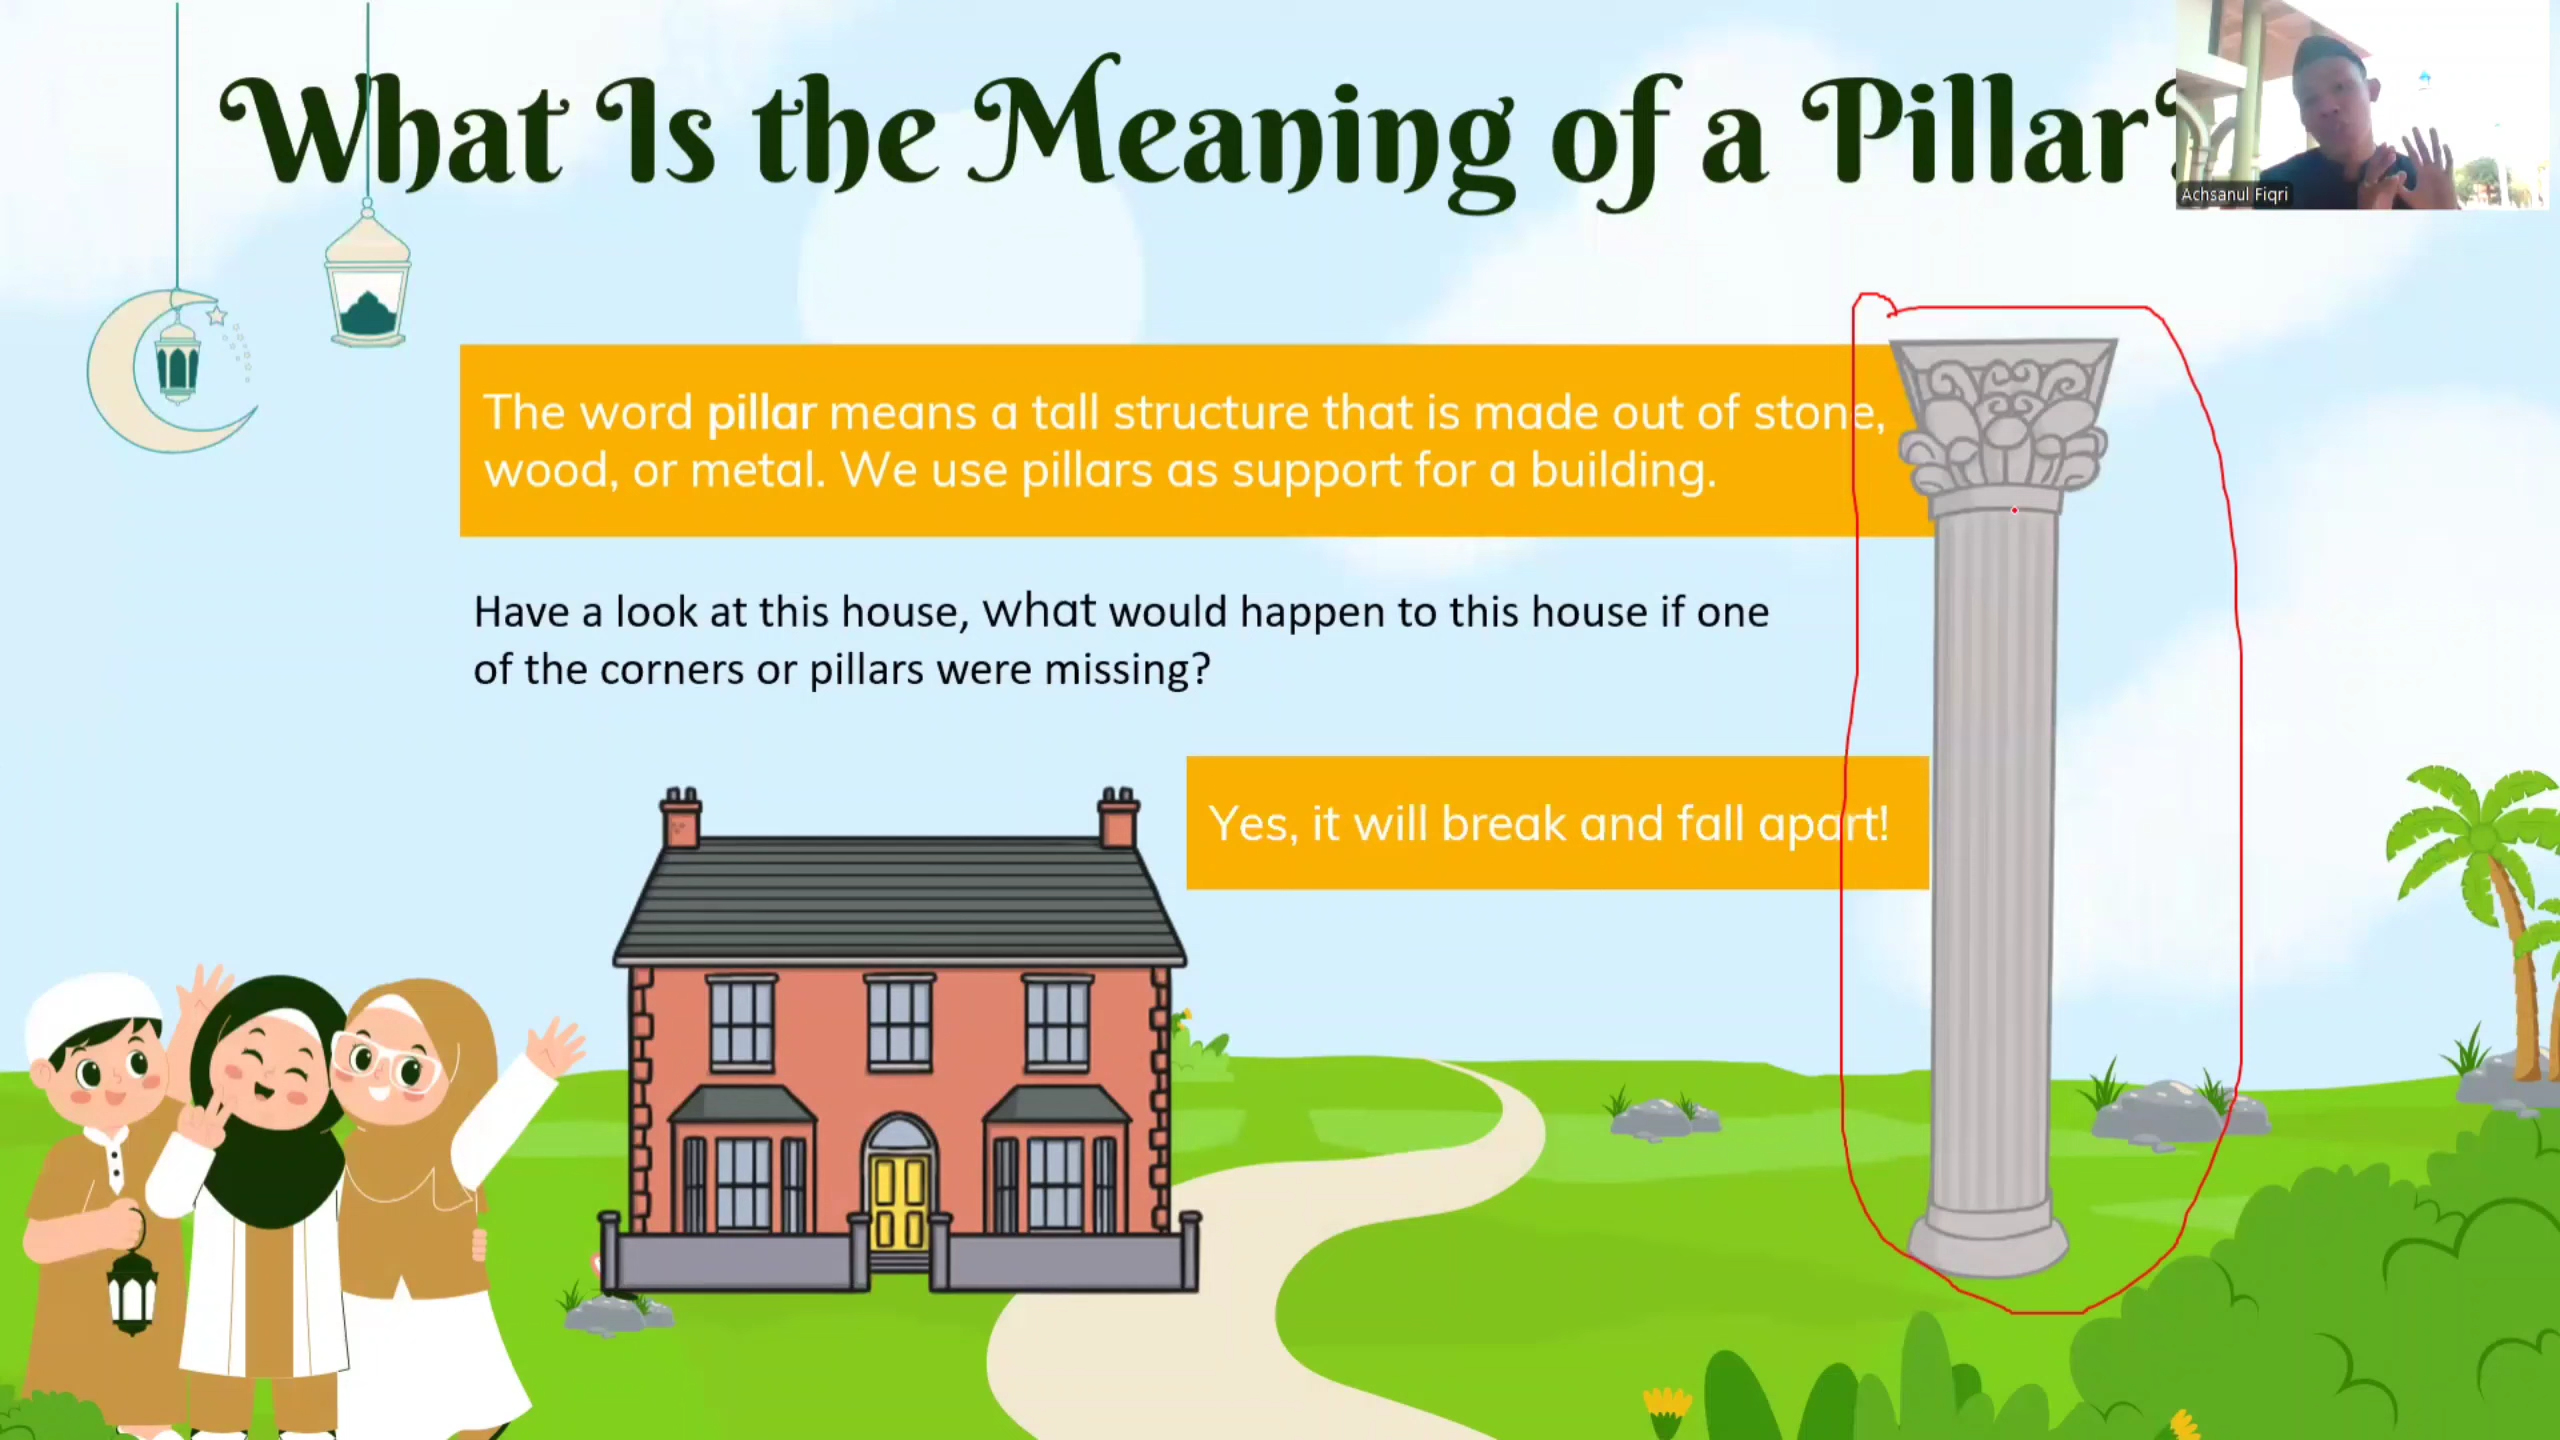 What Is the Meaning of a Pillar?
Achsanul Fiqri
The word pillar means a tall structure that is made out of stone,
wood, or metal. We use pillars as support for a building.
Have a look at this house, what would happen to this house if one
of the corners or pillars were missing?
Yes, it will break and fall apart!